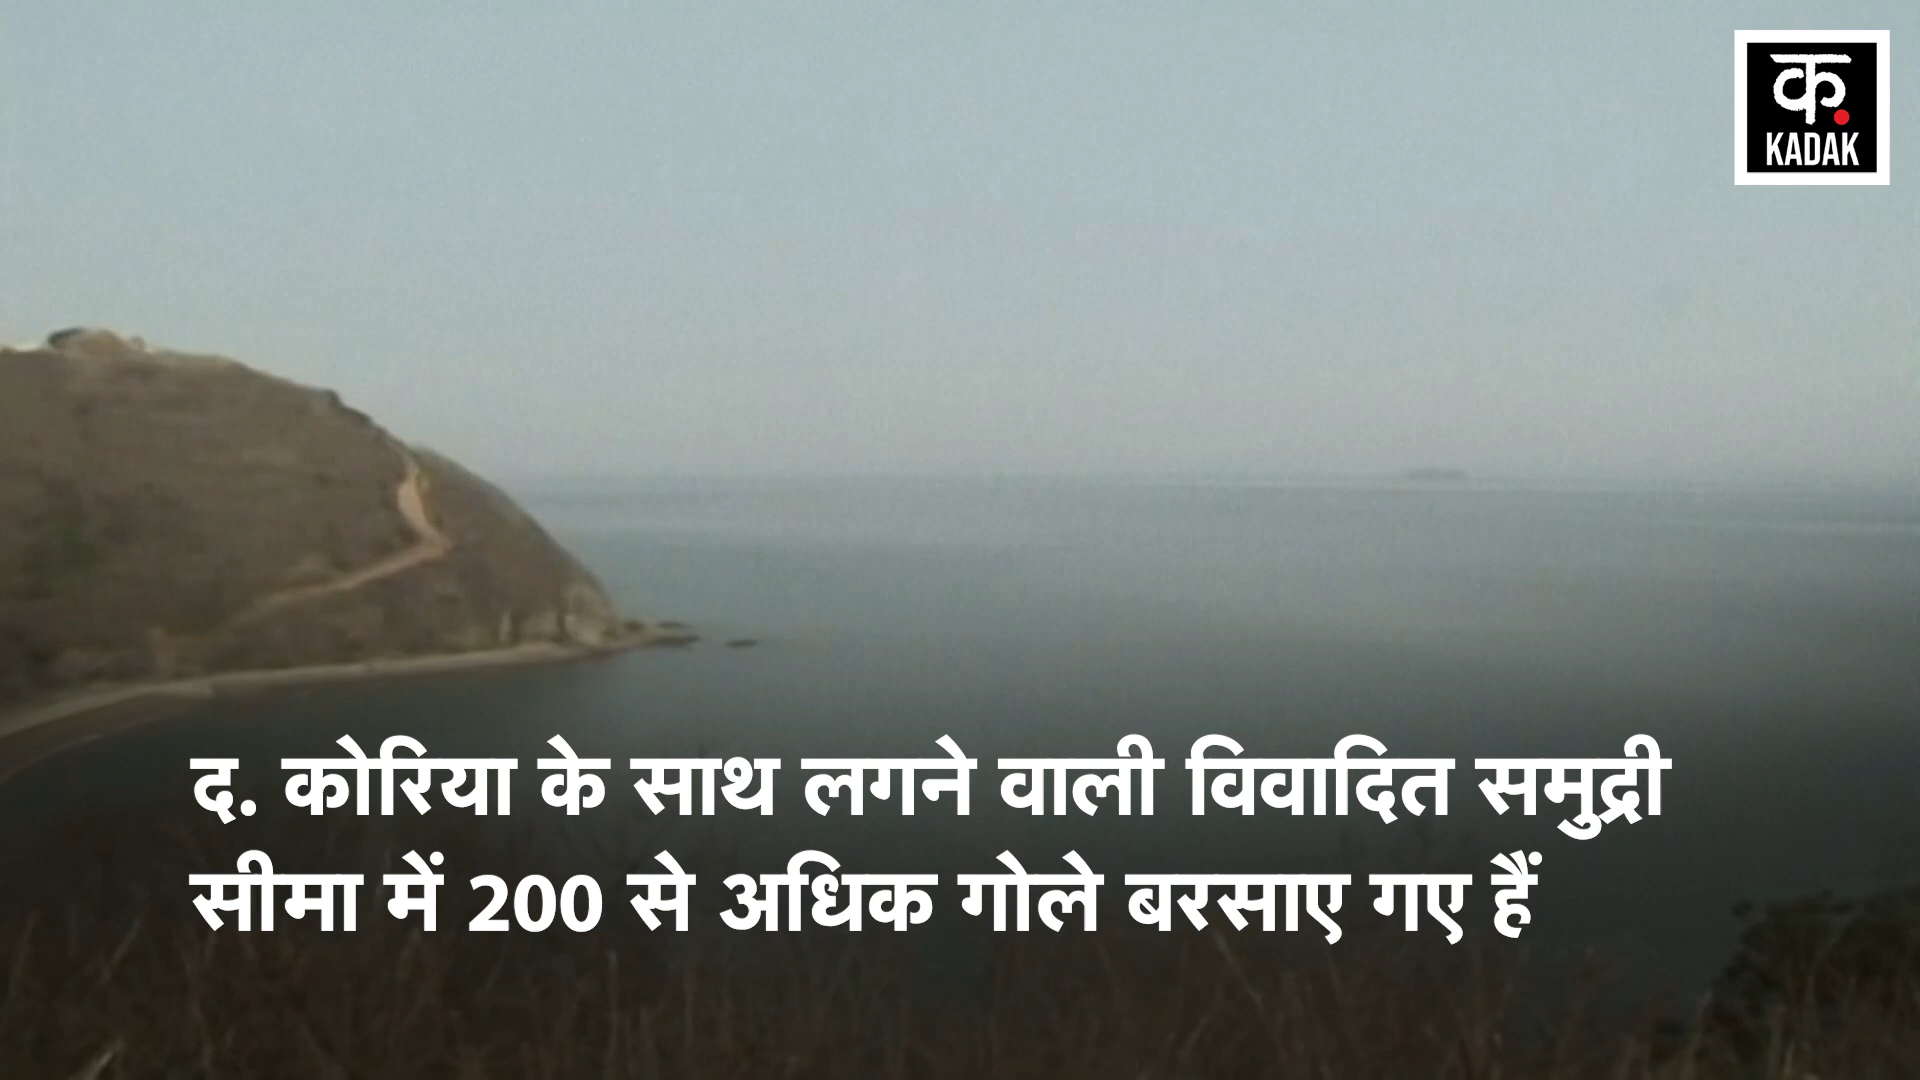 क
KADAK
द. कोरिया के साथ लगने वाली विवादित समुद्री
सीमा में 200 से अधिक गोले बरसाए गए हैं